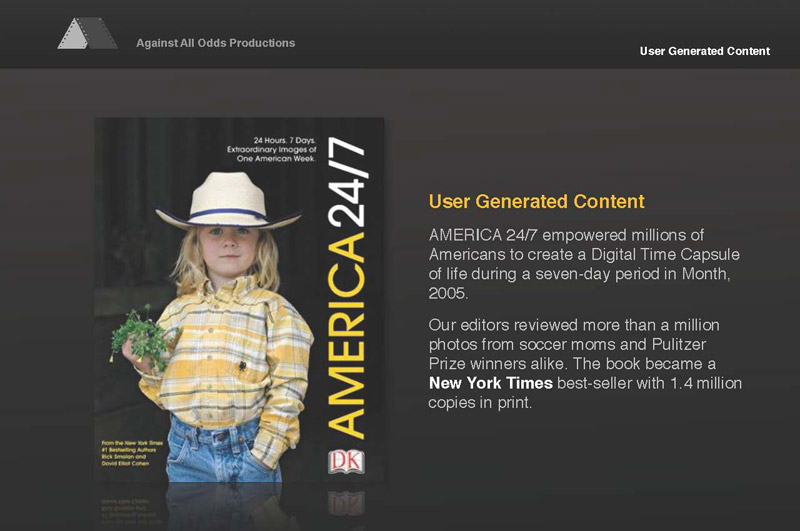 Against All Odds Productions
User Generated Content
24 Hours. 7 Days.
Extraordinary Images of
One American Week.
AMERICA 24/7
From the New York Times
#1 Bestselling Authors
Rick Smolan and
David Elliot Cohen
DK
User Generated Content
AMERICA 24/7 empowered millions of
Americans to create a Digital Time Capsule
of life during a seven-day period in Month,
2005.
Our editors reviewed more than a million
photos from soccer moms and Pulitzer
Prize winners alike. The book became a
New York Times best-seller with 1.4 million
copies in print.